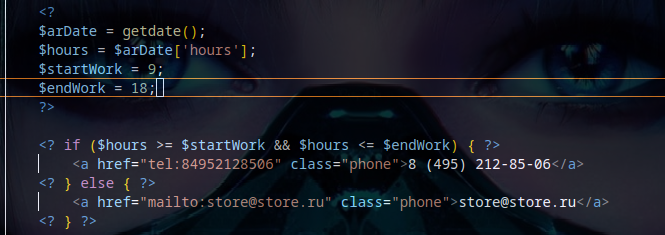 <?
$arDate = getdate();
$hours = $arDate['hours'];
$startWork = 9;
$endWork = 18;
?>
<? if ($hours >= $startWork && $hours <= $endWork) { ?>
<a href="tel:84952128506" class="phone">8 (495) 212-85-06</a>
<? } else { ?>
<a href="mailto:store@store.ru" class="phone">store@store.ru</a>
<? } ?>